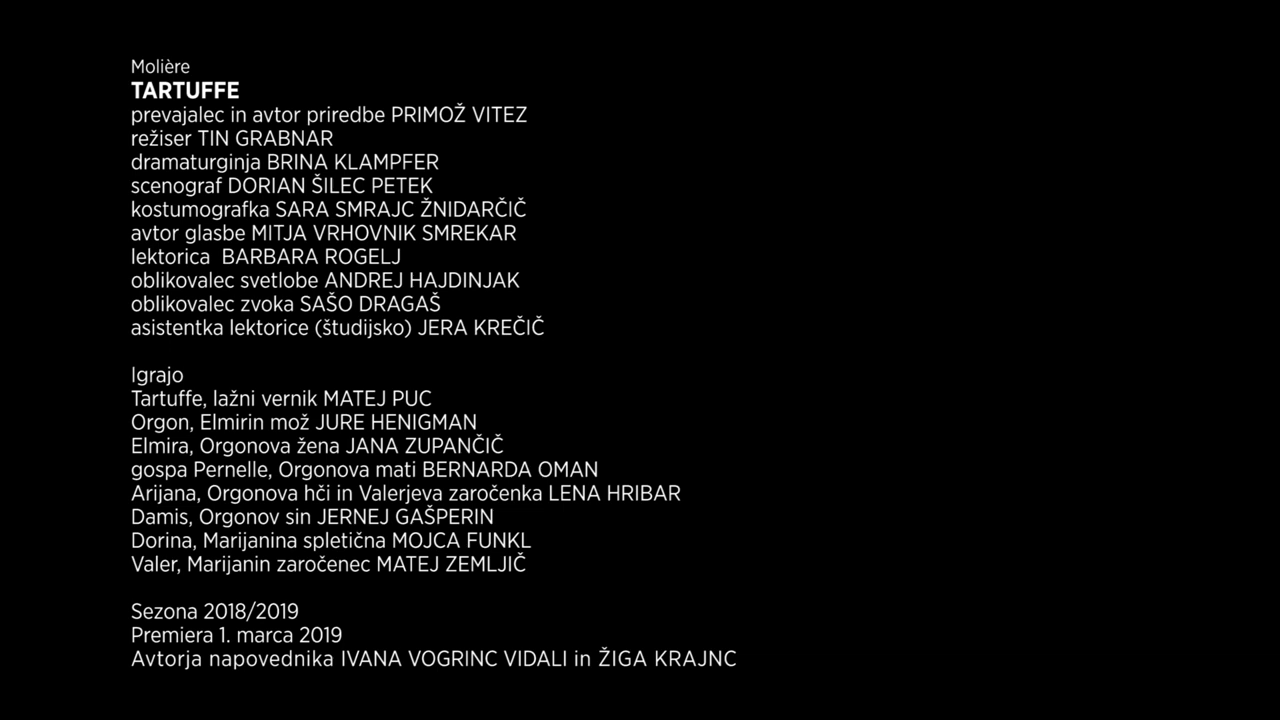 Molière
TARTUFFE
prevajalec in avtor priredbe PRIMOŽ VITEZ
režiser TIN GRABNAR
dramaturginja BRINA KLAMPFER
scenograf DORIAN ŠILEC PETEK
kostumografka SARA SMRAJC ŽNIDARČIČ
avtor glasbe MITJA VRHOVNIK SMREKAR
lektorica  BARBARA ROGELJ
oblikovalec svetlobe ANDREJ HAJDINJAK
oblikovalec zvoka SAŠO DRAGAŠ
asistentka lektorice (študijsko) JERA KREČIČ
Igrajo
Tartuffe, lažni vernik MATEJ PUC
Orgon, Elmirin mož JURE HENIGMAN
Elmira, Orgonova žena JANA ZUPANČIČ
gospa Pernelle, Orgonova mati BERNARDA OMAN
Arijana, Orgonova hči in Valerjeva zaročenka LENA HRIBAR
Damis, Orgonov sin JERNEJ GAŠPERIN
Dorina, Marijanina spletična MOJCA FUNKL
Valer, Marijanin zaročenec MATEJ ZEMLJIČ
Sezona 2018/2019
Premiera 1. marca 2019
Avtorja napovednika IVANA VOGRINC VIDALI in ŽIGA KRAJNC